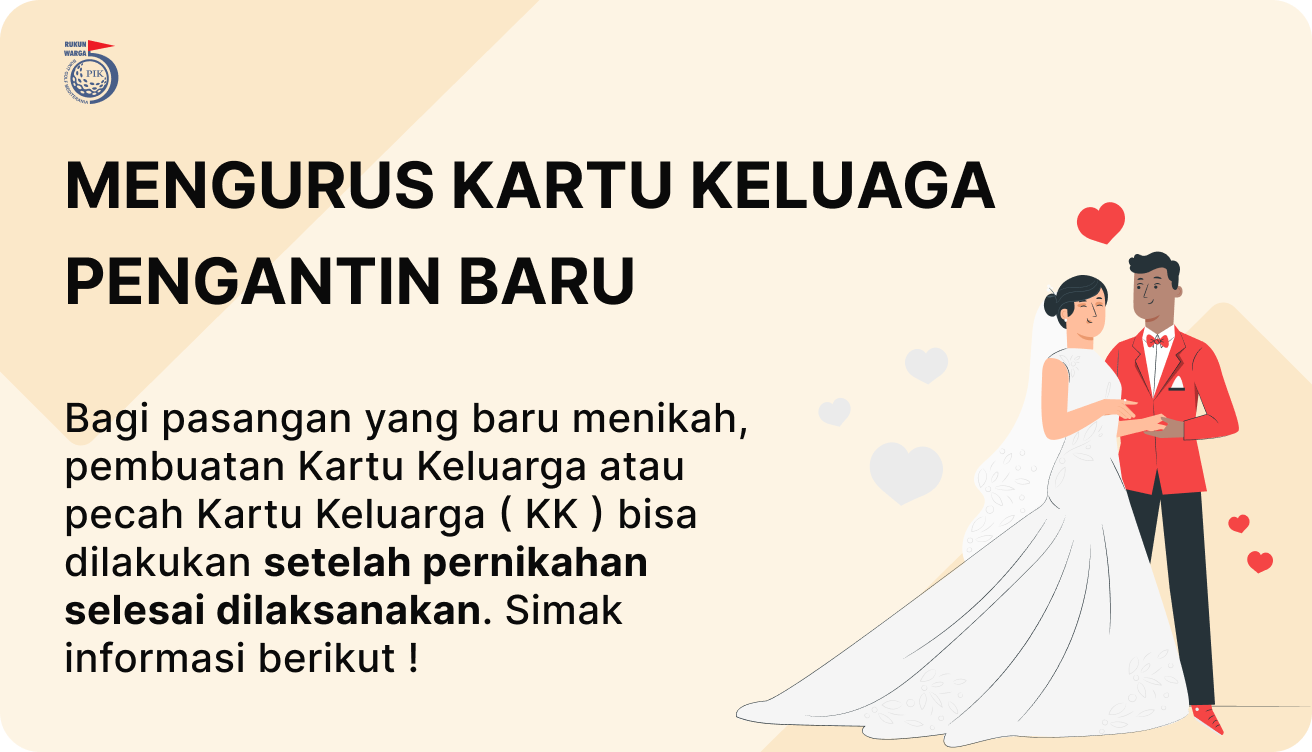 RUKUN
WARGA
PIK
MENGURUS KARTU KELUAGA
PENGANTIN BARU
Bagi pasangan yang baru menikah,
pembuatan Kartu Keluarga atau
pecah Kartu Keluarga ( KK ) bisa
dilakukan setelah pernikahan
selesai dilaksanakan. Simak
informasi berikut !